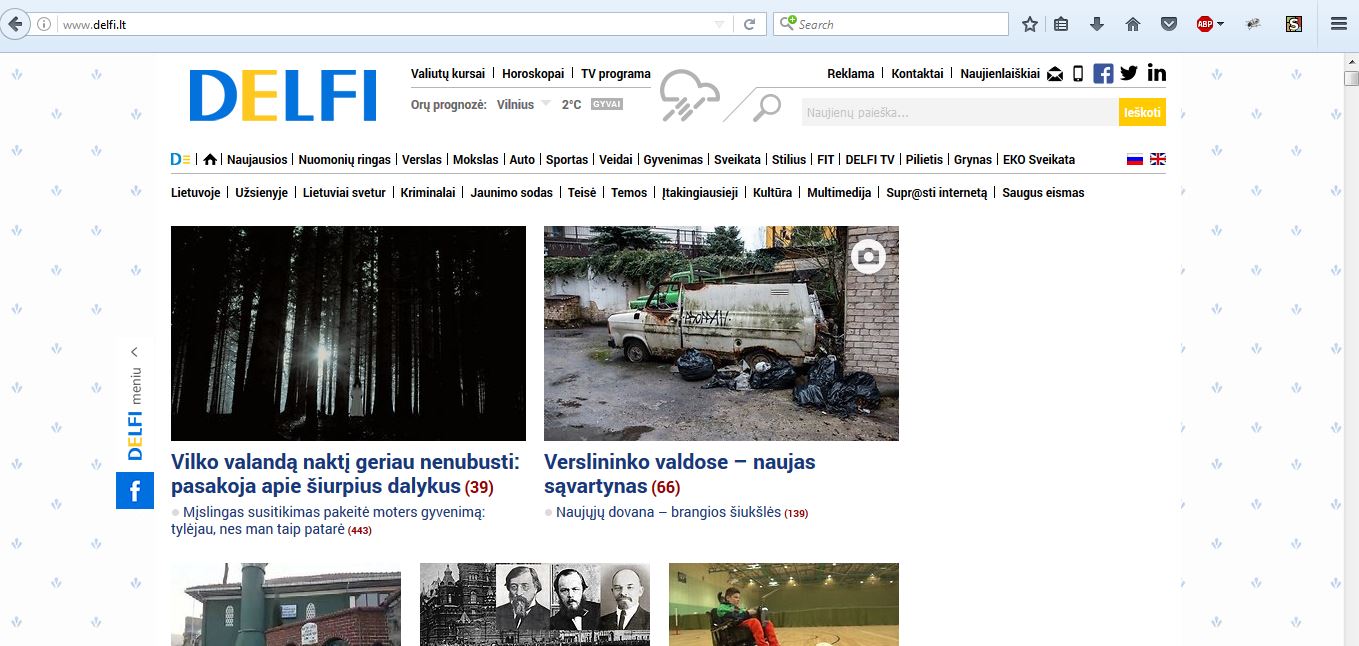 www.delfi.lt
Search
ABP
S
DELFI
Valiutų kursai | Horoskopai | TV programa
Reklama | Kontaktai | Naujienlaiškiai
Orų prognozė: Vilnius 2°C GYVAI
Naujienų paieška...
Ieškoti
Naujausios | Nuomonių ringas | Verslas | Mokslas | Auto | Sportas | Veidai | Gyvenimas | Sveikata | Stilius | FIT | DELFI TV | Pilietis | Grynas | EKO Sveikata
Lietuvoje | Užsienyje | Lietuviai svetur | Kriminalai | Jaunimo sodas | Teisė | Temos | Įtakingiausieji | Kultūra | Multimedija | Supr@sti internetą | Saugus eismas
DELFI meniu
Vilko valandą naktį geriau nenubusti:
pasakoja apie šiurpius dalykus (39)
Mįslingas susitikimas pakeitė moters gyvenimą:
tylėjau, nes man taip patarė (443)
Verslininko valdose – naujas
sąvartynas (66)
Naujųjų dovana – brangios šiukšlės (139)